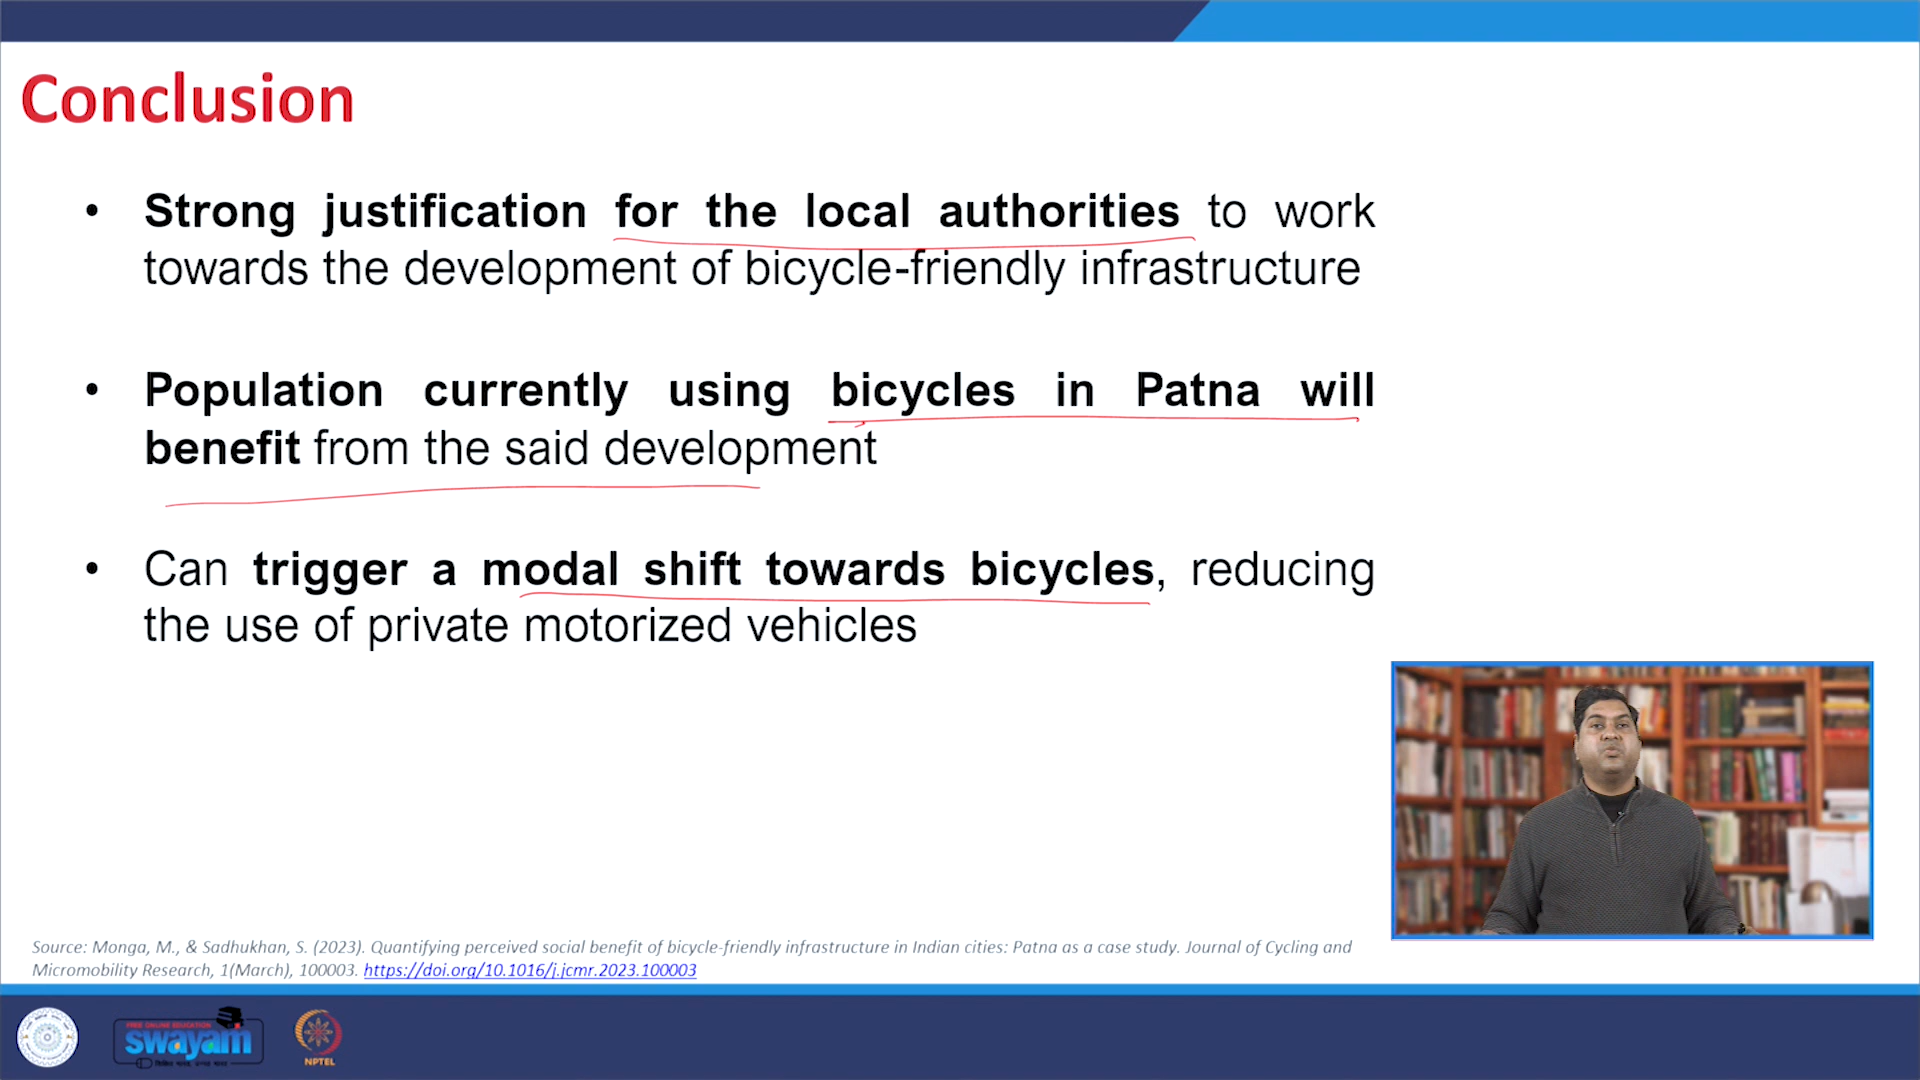 Conclusion
• Strong justification for the local authorities to work
towards the development of bicycle-friendly infrastructure
• Population currently using bicycles in Patna will
benefit from the said development
• Can trigger a modal shift towards bicycles, reducing
the use of private motorized vehicles
Source: Monga, M., & Sadhukhan, S. (2023). Quantifying perceived social benefit of bicycle-friendly infrastructure in Indian cities: Patna as a case study. Journal of Cycling and
Micromobility Research, 1(March), 100003. https://doi.org/10.1016/j.jcmr.2023.100003
FREE ONLINE EDUCATION
swayam
NPTEL